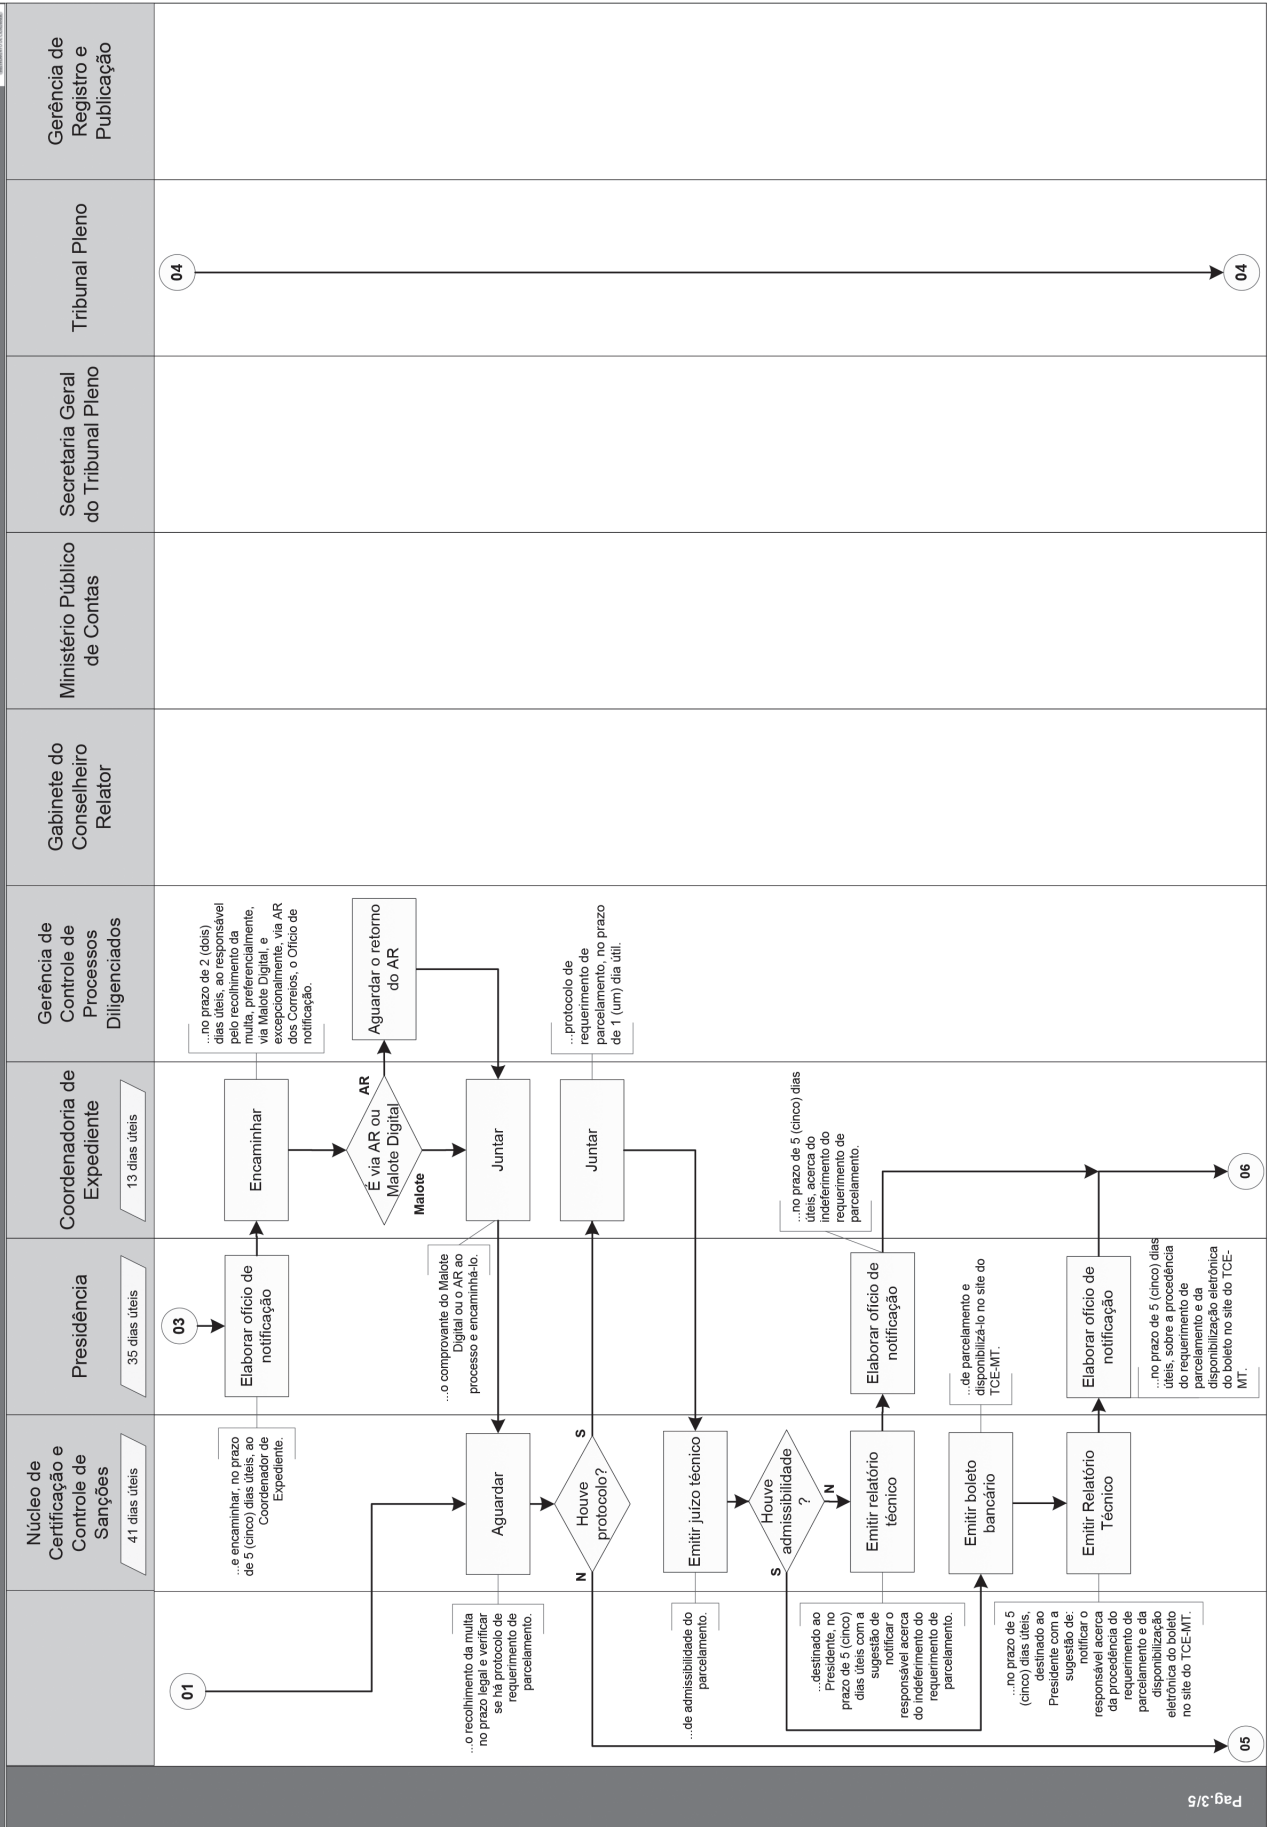 Núcleo de
Certificação e
Controle de
Sanções
41 dias úteis
Presidência
35 dias úteis
Coordenadoria de
Expediente
13 dias úteis
Gerência de
Controle de
Processos
Diligenciados
Gabinete do
Conselheiro
Relator
Ministério Público
de Contas
Secretaria Geral
do Tribunal Pleno
Tribunal Pleno
Gerência de
Registro e
Publicação
01
03
04
Elaborar ofício de
notificação
...e encaminhar, no prazo
de 5 (cinco) dias úteis, ao
Coordenador de
Expediente.
Encaminhar
...no prazo de 2 (dois)
dias úteis, ao responsável
pelo recolhimento da
multa, preferencialmente,
via Malote Digital, e
excepcionalmente, via AR
dos Correios, o Ofício de
notificação.
É via AR ou
Malote Digital
AR
Malote
Aguardar o retorno
do AR
Juntar
...o comprovante do Malote
Digital ou o AR ao
processo e encaminhá-lo.
Aguardar
...o recolhimento da multa
no prazo legal e verificar
se há protocolo de
requerimento de
parcelamento.
Houve
protocolo?
N
S
Juntar
...protocolo de
requerimento de
parcelamento, no prazo
de 1 (um) dia útil.
Emitir juízo técnico
...de admissibilidade do
parcelamento.
Houve
admissibilidade
?
S
N
Emitir relatório
técnico
...destinado ao
Presidente, no
prazo de 5 (cinco)
dias úteis com a
sugestão de
notificar o
responsável acerca
do indeferimento do
requerimento de
parcelamento.
Elaborar ofício de
notificação
...no prazo de 5 (cinco) dias
úteis, acerca do
indeferimento do
requerimento de
parcelamento.
Emitir boleto
bancário
...de parcelamento e
disponibilizá-lo no site do
TCE-MT.
Emitir Relatório
Técnico
...no prazo de 5
(cinco) dias úteis,
destinado ao
Presidente com a
sugestão de:
notificar o
responsável acerca
da procedência do
requerimento de
parcelamento e da
disponibilização
eletrônica do boleto
no site do TCE-MT.
Elaborar ofício de
notificação
...no prazo de 5 (cinco) dias
úteis, sobre a procedência
do requerimento de
parcelamento e da
disponibilização eletrônica
do boleto no site do TCE-
MT.
05
06
04
Pag.3/5